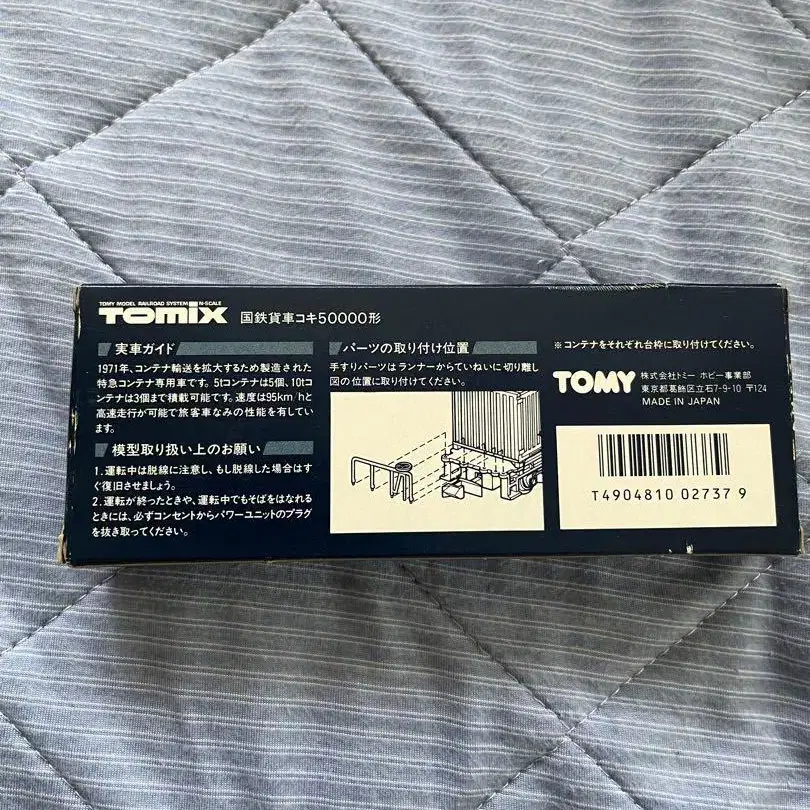 TOMY MODEL RAILROAD SYSTEM N-SCALE
TOMIX 国鉄貨車コキ50000形
実車ガイド
1971年、コンテナ輸送を拡大するため製造された
特急コンテナ専用車です。5tコンテナは5個、10tコ
ンテナは3個まで積載可能です。速度は95km/hと
高速走行が可能で旅客車なみの性能を有してい
ます。
模型取り扱い上のお願い
1.運転中は脱線に注意し、もし脱線した場合はす
ぐ復旧させましょう。
2.運転が終ったときや、運転中でもそばをはなれる
ときには、必ずコンセントからパワーユニットのプラグ
を抜き取ってください。
パーツの取り付け位置
手すりパーツはランナーからていねいに切り離し
図の位置に取り付けてください。
※コンテナをそれぞれ台枠に取り付けてください。
TOMY 株式会社トミー ホビー事業部
東京都葛飾区立石7-9-10 〒124
MADE IN JAPAN
T4904810 02737 9